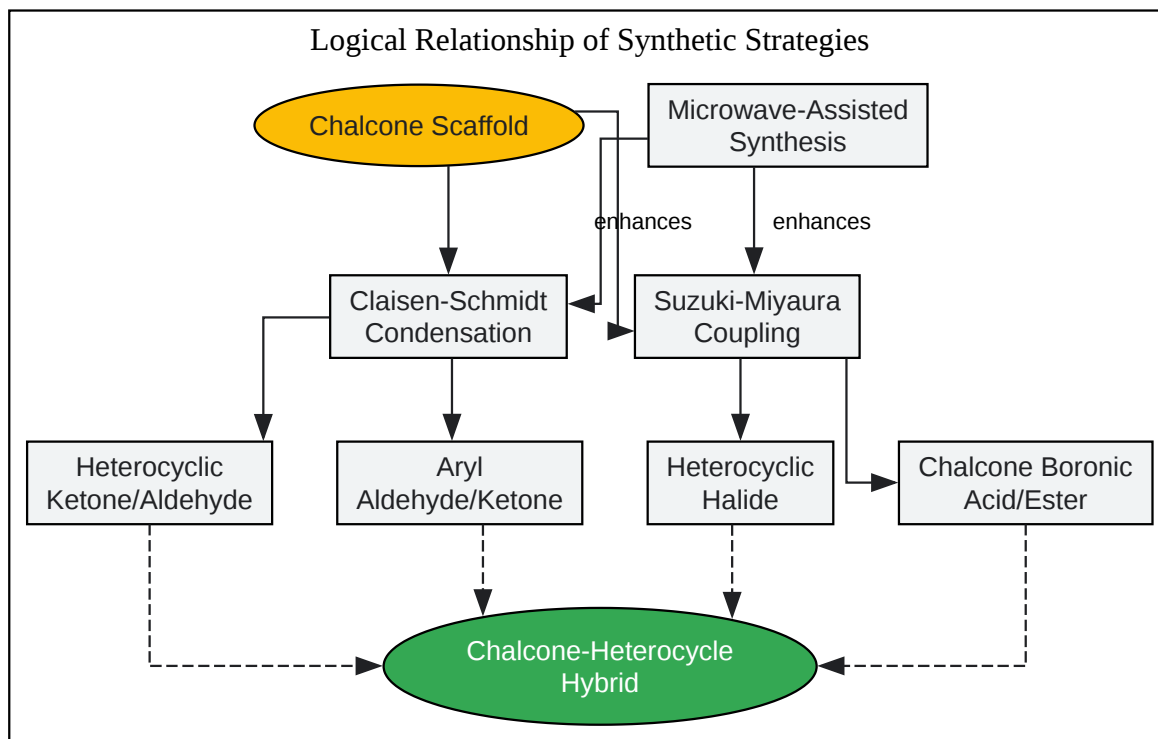 Logical Relationship of Synthetic Strategies
Chalcone Scaffold
Microwave-Assisted
Synthesis
enhances
enhances
Claisen-Schmidt
Condensation
Suzuki-Miyaura
Coupling
Heterocyclic
Ketone/Aldehyde
Aryl
Aldehyde/Ketone
Heterocyclic
Halide
Chalcone Boronic
Acid/Ester
Chalcone-Heterocycle
Hybrid